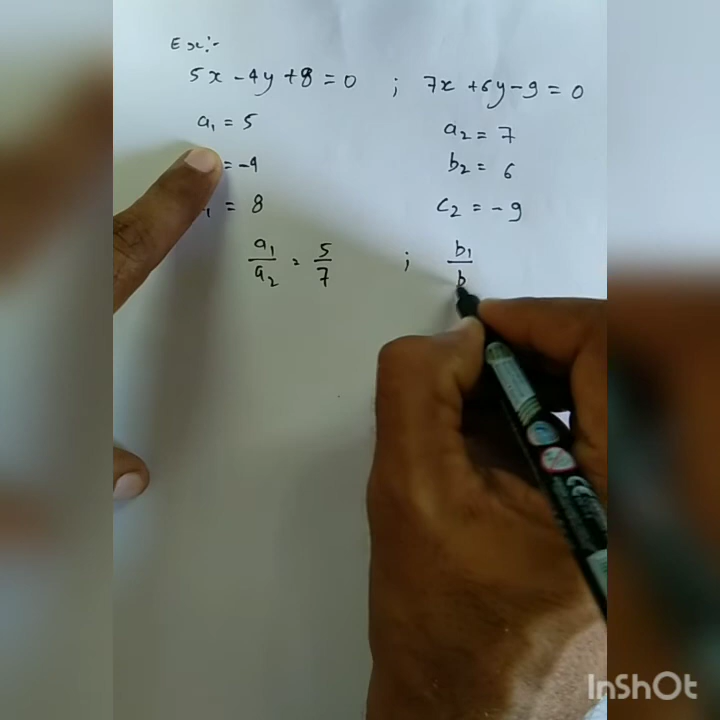 Ex:-
5x - 4y + 8 = 0 ; 7x + 6y - 9 = 0
a₁ = 5 a₂ = 7
= -4 b₂ = 6
₁ = 8 c₂ = -9
a₁/a₂ = 5/7 ; b₁/b
InShOt